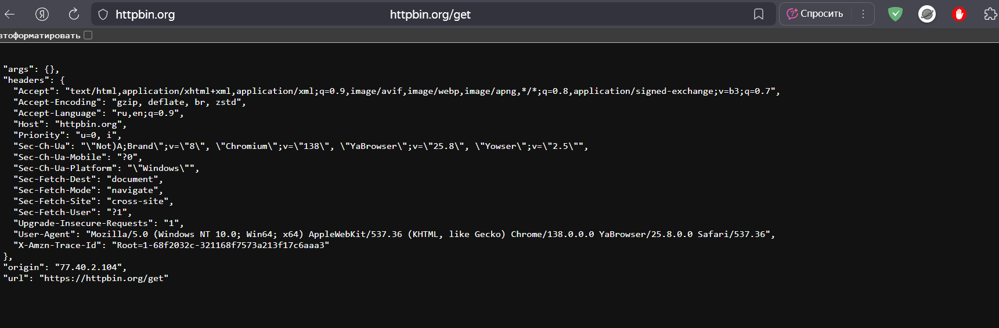 httpbin.org httpbin.org/get Спросить
втоформатировать
"args": {},
"headers": {
"Accept": "text/html,application/xhtml+xml,application/xml;q=0.9,image/avif,image/webp,image/apng,*/*;q=0.8,application/signed-exchange;v=b3;q=0.7",
"Accept-Encoding": "gzip, deflate, br, zstd",
"Accept-Language": "ru,en;q=0.9",
"Host": "httpbin.org",
"Priority": "u=0, i",
"Sec-Ch-Ua": "\"Not)A;Brand\";v=\"8\", \"Chromium\";v=\"138\", \"YaBrowser\";v=\"25.8\", \"Yowser\";v=\"2.5\"",
"Sec-Ch-Ua-Mobile": "?0",
"Sec-Ch-Ua-Platform": "\"Windows\"",
"Sec-Fetch-Dest": "document",
"Sec-Fetch-Mode": "navigate",
"Sec-Fetch-Site": "cross-site",
"Sec-Fetch-User": "?1",
"Upgrade-Insecure-Requests": "1",
"User-Agent": "Mozilla/5.0 (Windows NT 10.0; Win64; x64) AppleWebKit/537.36 (KHTML, like Gecko) Chrome/138.0.0.0 YaBrowser/25.8.0.0 Safari/537.36",
"X-Amzn-Trace-Id": "Root=1-68f2032c-321168f7573a213f17c6aaa3"
},
"origin": "77.40.2.104",
"url": "https://httpbin.org/get"